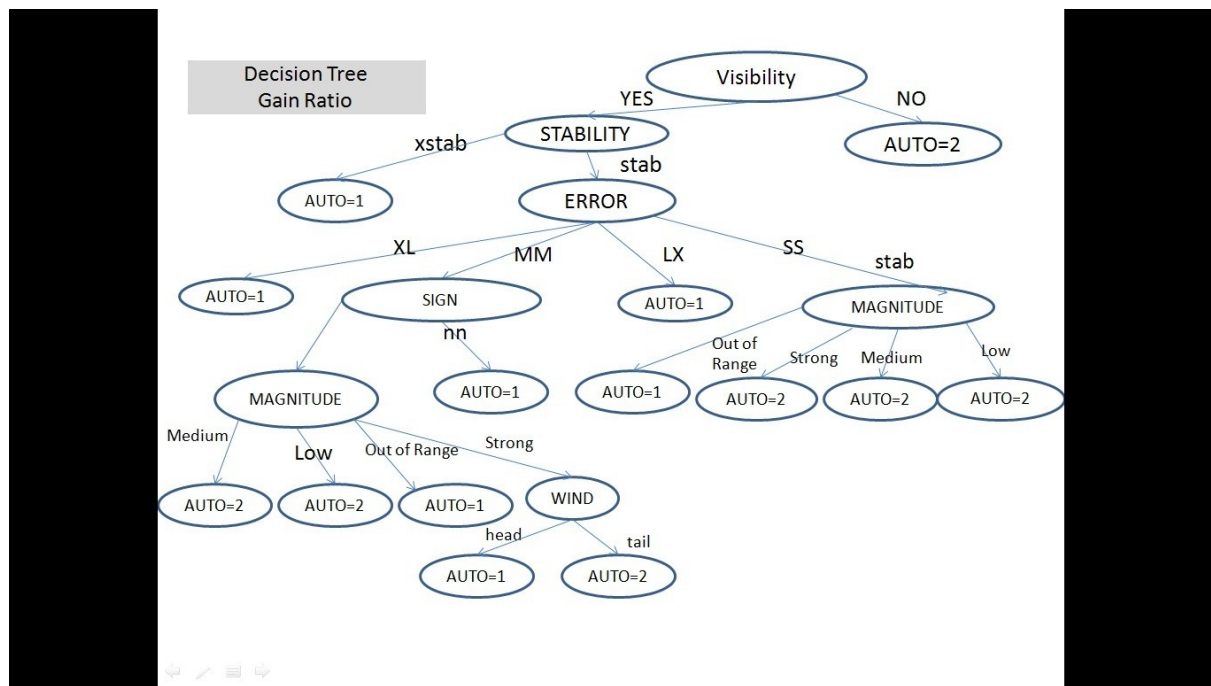 Decision Tree
Gain Ratio
Visibility
YES
NO
STABILITY
AUTO=2
xstab
stab
AUTO=1
ERROR
XL
MM
LX
SS
stab
AUTO=1
SIGN
AUTO=1
MAGNITUDE
nn
Out of
Range
Strong
Medium
Low
MAGNITUDE
AUTO=1
AUTO=1
AUTO=2
AUTO=2
AUTO=2
Medium
Low
Out of Range
Strong
AUTO=2
AUTO=2
AUTO=1
WIND
head
tail
AUTO=1
AUTO=2